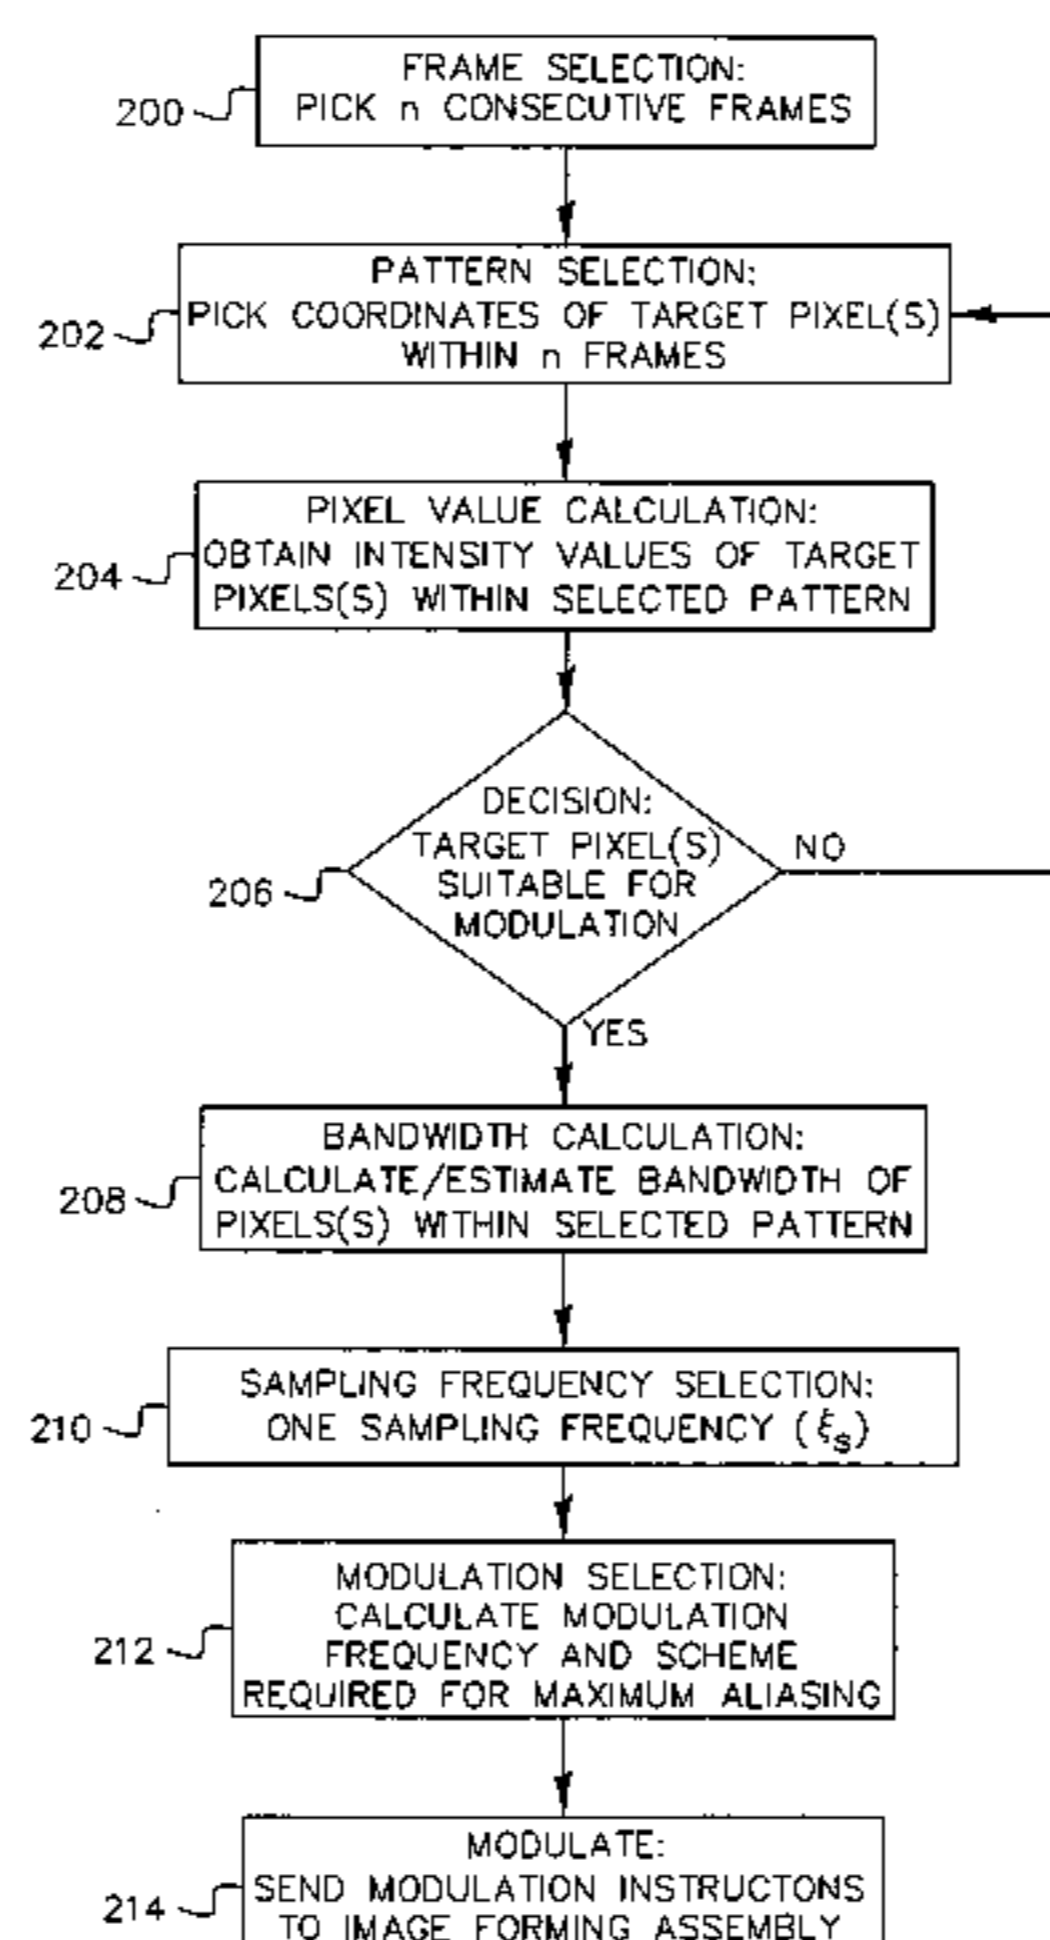 FRAME SELECTION:
200 PICK n CONSECUTIVE FRAMES
PATTERN SELECTION:
202 PICK COORDINATES OF TARGET PIXEL(S)
WITHIN n FRAMES
PIXEL VALUE CALCULATION:
204 OBTAIN INTENSITY VALUES OF TARGET
PIXELS(S) WITHIN SELECTED PATTERN
DECISION:
TARGET PIXEL(S) NO
206 SUITABLE FOR
MODULATION
YES
BANDWIDTH CALCULATION:
208 CALCULATE/ESTIMATE BANDWIDTH OF
PIXELS(S) WITHIN SELECTED PATTERN
SAMPLING FREQUENCY SELECTION:
210 ONE SAMPLING FREQUENCY (ξs)
MODULATION SELECTION:
CALCULATE MODULATION
212 FREQUENCY AND SCHEME
REQUIRED FOR MAXIMUM ALIASING
MODULATE:
214 SEND MODULATION INSTRUCTONS
TO IMAGE FORMING ASSEMBLY